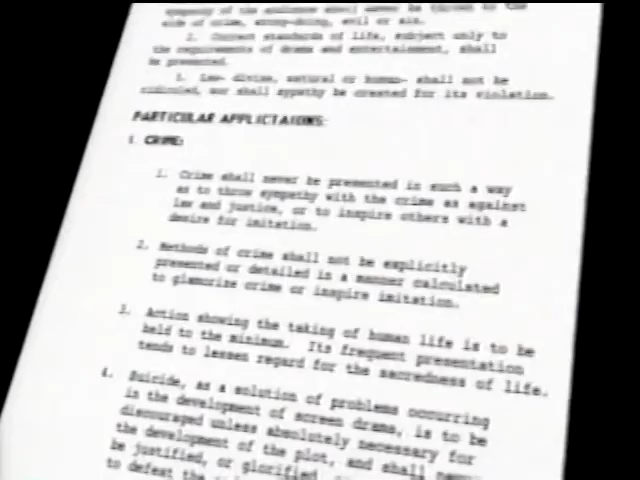 sympathy of the audience shall never be thrown to the
side of crime, wrong-doing, evil or sin.
2. Correct standards of life, subject only to
the requirements of drama and entertainment, shall
be presented.
3. Law- divine, natural or human- shall not be
ridiculed, nor shall sypathy be created for its violation.
PARTICULAR APPLICTAIONS:
I. CRIME:
1. Crime shall never be presented in such a way
as to throw sympathy with the crime as against
law and justice, or to inspire others with a
desire for imitation.
2. Methods of crime shall not be explicitly
presented or detailed in a manner calculated
to glamorize crime or inspire imitation.
3. Action showing the taking of human life is to be
held to the minimum. Its frequent presentation
tends to lessen regard for the sacredness of life.
4. Suicide, as a solution of problems occurring
in the development of screen drama, is to be
discouraged unless absolutely necessary for
the development of the plot, and shall never
be justified, or glorified
to defeat the